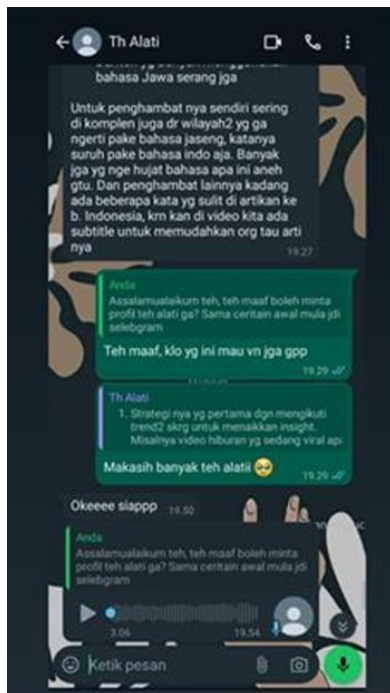 Th Alati
bahasa Jawa serang jga
Untuk penghambat nya sendiri sering
di komplen juga dr wilayah2 yg ga
ngerti pake bahasa jaseng, katanya
suruh pake bahasa indo aja. Banyak
jga yg nge hujat bahasa apa ini aneh
gtu. Dan penghambat lainnya kadang
ada beberapa kata yg sulit di artikan ke
b. Indonesia, krn kan di video kita ada
subtitle untuk memudahkan org tau arti
nya
19.27
Anda
Assalamualaikum teh, teh maaf boleh minta
profil teh alati ga? Sama ceritain awal mula jdi
selebgram
Teh maaf, klo yg ini mau vn jga gpp
19.29
Th Alati
1. Strategi nya yg pertama dgn mengikuti
trend2 skrg untuk menaikkan insight.
Misalnya video hiburan yg sedang viral apa
Makasih banyak teh alatii 🥺
19.29
Okeeee siappp 19.50
Anda
Assalamualaikum teh, teh maaf boleh minta
profil teh alati ga? Sama ceritain awal mula jdi
selebgram
3.06 19.54
Ketik pesan